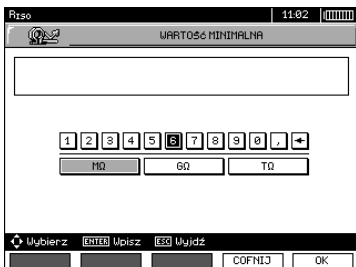 Riso 11:02
WARTOŚĆ MINIMALNA
1 2 3 4 5 6 7 8 9 0 , ←
MΩ GΩ TΩ
Wybierz ENTER Wpisz ESC Wyjdź
COFNIJ OK